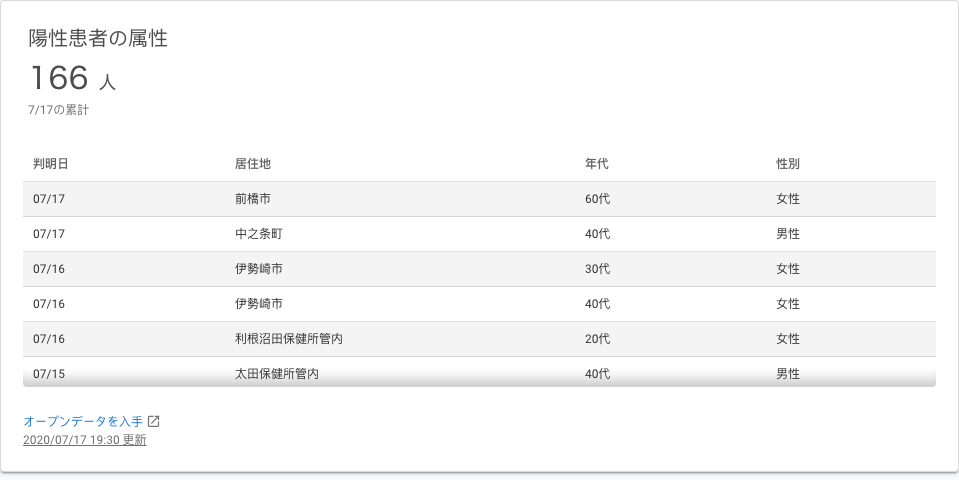 陽性患者の属性
166 人
7/17の累計
判明日 居住地 年代 性別
07/17 前橋市 60代 女性
07/17 中之条町 40代 男性
07/16 伊勢崎市 30代 女性
07/16 伊勢崎市 40代 女性
07/16 利根沼田保健所管内 20代 女性
07/15 太田保健所管内 40代 男性
オープンデータを入手
2020/07/17 19:30 更新